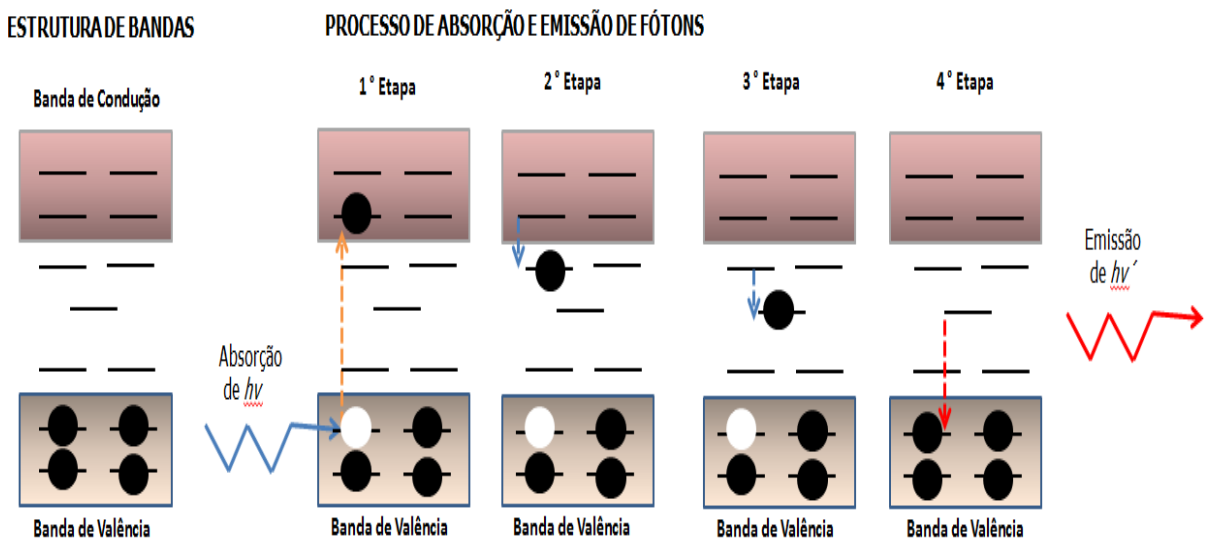 ESTRUTURA DE BANDAS
PROCESSO DE ABSORÇÃO E EMISSÃO DE FÓTONS
Banda de Condução
1° Etapa
2° Etapa
3° Etapa
4° Etapa
Absorção
de hv
Emissão
de hv´
Banda de Valência
Banda de Valência
Banda de Valência
Banda de Valência
Banda de Valência